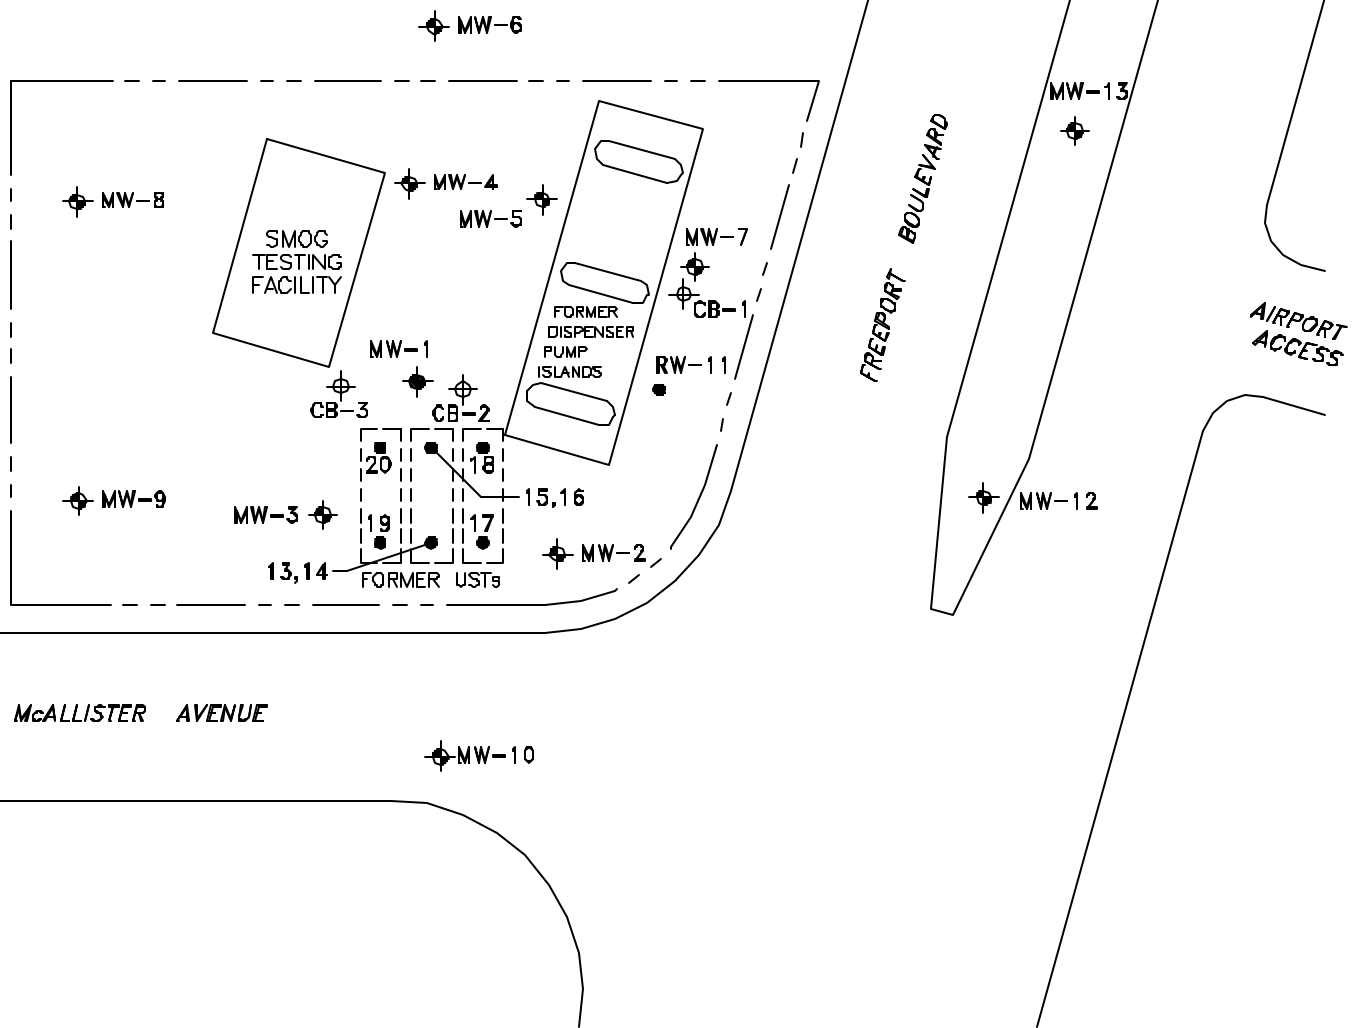 MW-6
MW-13
MW-8
MW-4
MW-5
SMOG
TESTING
FACILITY
MW-7
CB-1
FREEPORT BOULEVARD
FORMER
DISPENSER
PUMP
ISLANDS
AIRPORT
ACCESS
MW-1
RW-11
CB-3
CB-2
20
18
15,16
MW-9
MW-3
19
17
MW-12
MW-2
13,14
FORMER USTs
McALLISTER AVENUE
MW-10